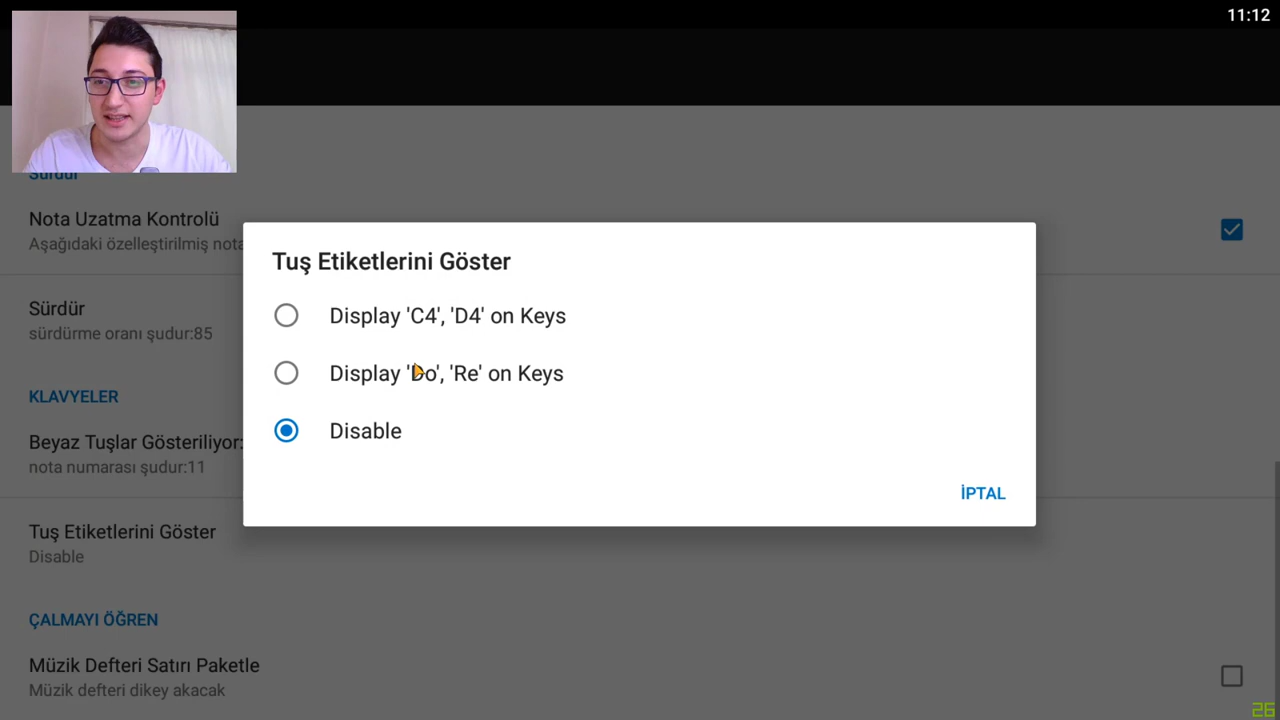 11:12
Sürdür
Nota Uzatma Kontrolü
Aşağıdaki özelleştirilmiş nota
Sürdür
sürdürme oranı şudur:85
KLAVYELER
Beyaz Tuşlar Gösteriliyor:
nota numarası şudur:11
Tuş Etiketlerini Göster
Disable
ÇALMAYI ÖĞREN
Müzik Defteri Satırı Paketle
Müzik defteri dikey akacak
Tuş Etiketlerini Göster
Display 'C4', 'D4' on Keys
Display 'Do', 'Re' on Keys
Disable
İPTAL
26